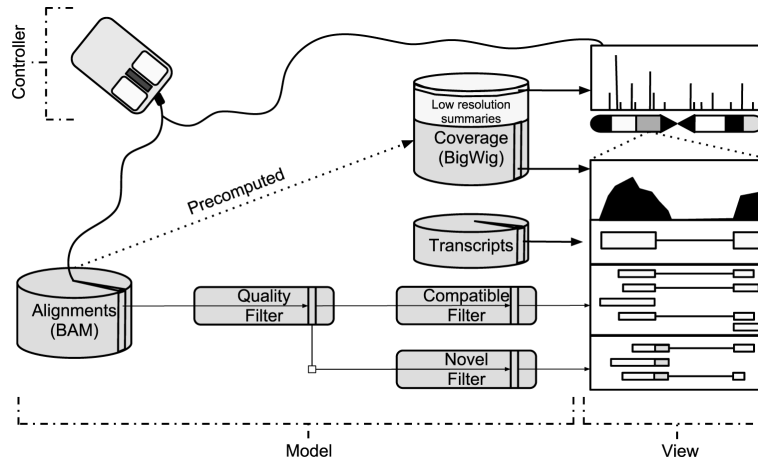 Controller
Low resolution
summaries
Coverage
(BigWig)
Precomputed
Transcripts
Alignments
(BAM)
Quality
Filter
Compatible
Filter
Novel
Filter
Model
View